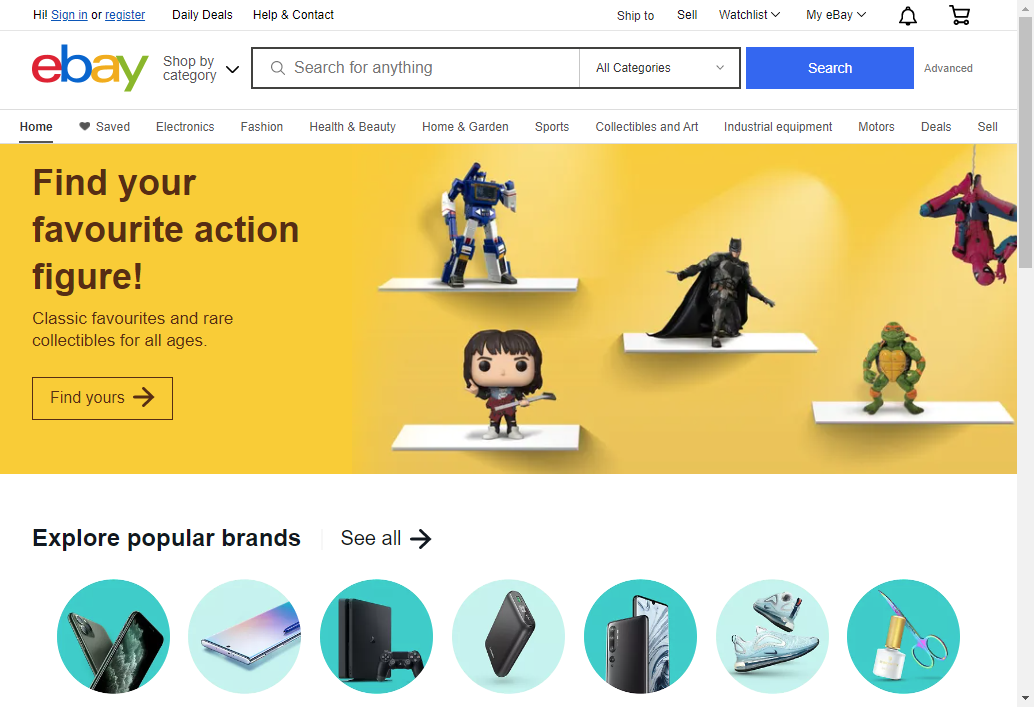 Hi! Sign in or register Daily Deals Help & Contact Ship to Sell Watchlist My eBay
ebay
Shop by
category
Search for anything All Categories Search Advanced
Home Saved Electronics Fashion Health & Beauty Home & Garden Sports Collectibles and Art Industrial equipment Motors Deals Sell
Find your
favourite action
figure!
Classic favourites and rare
collectibles for all ages.
Find yours
Explore popular brands See all